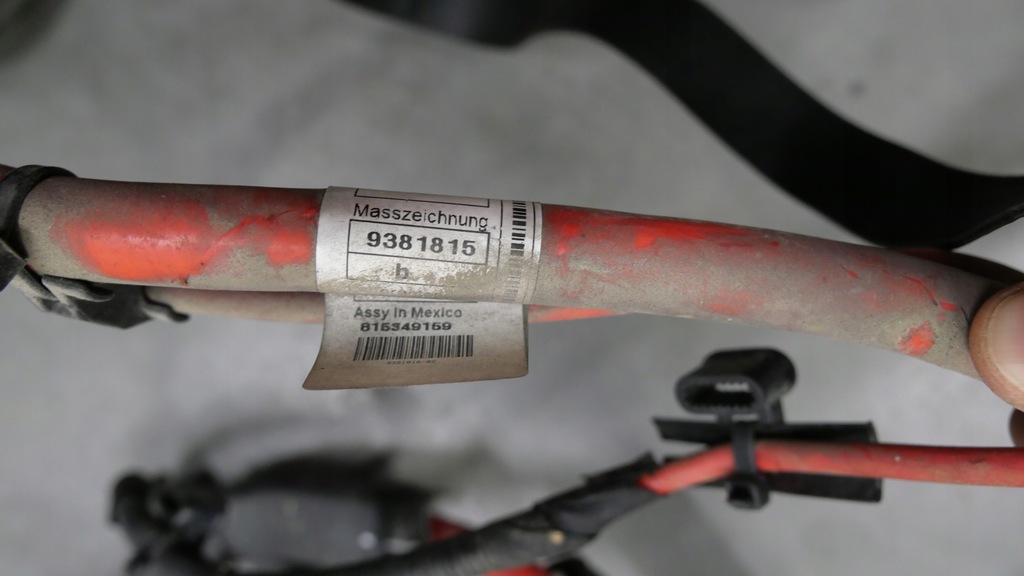 Masszeichnung
9381815
b
Assy In Mexico
815349159